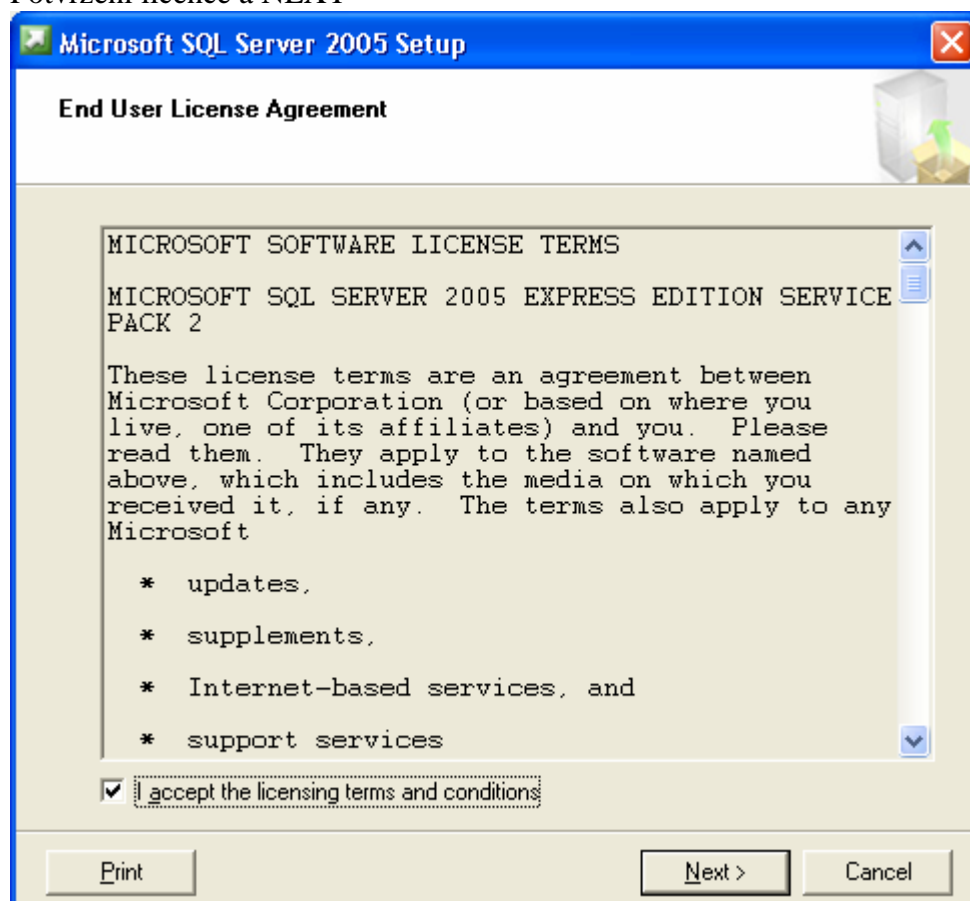 Potvrzení licence a NEXT
Microsoft SQL Server 2005 Setup
End User License Agreement
MICROSOFT SOFTWARE LICENSE TERMS
MICROSOFT SQL SERVER 2005 EXPRESS EDITION SERVICE
PACK 2
These license terms are an agreement between
Microsoft Corporation (or based on where you
live, one of its affiliates) and you.  Please
read them.  They apply to the software named
above, which includes the media on which you
received it, if any.  The terms also apply to any
Microsoft
* updates,
* supplements,
* Internet-based services, and
* support services
I accept the licensing terms and conditions
Print
Next >
Cancel